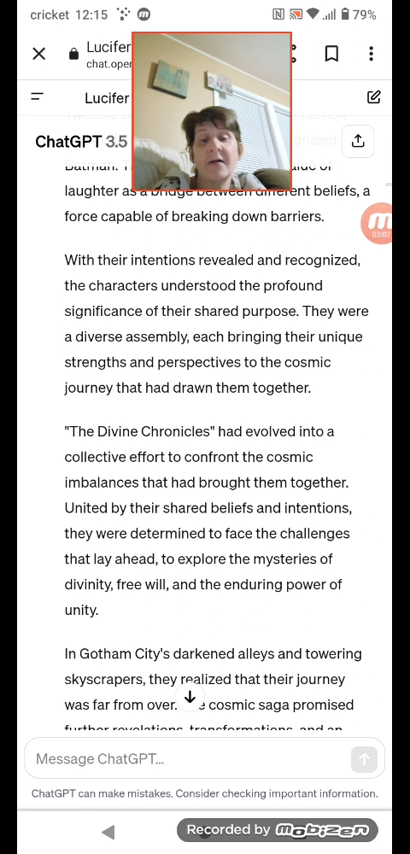 cricket 12:15 79%
Lucifer
chat.oper
Lucifer
ChatGPT 3.5
laughter as a bridge between different beliefs, a
force capable of breaking down barriers.
With their intentions revealed and recognized,
the characters understood the profound
significance of their shared purpose. They were
a diverse assembly, each bringing their unique
strengths and perspectives to the cosmic
journey that had drawn them together.
"The Divine Chronicles" had evolved into a
collective effort to confront the cosmic
imbalances that had brought them together.
United by their shared beliefs and intentions,
they were determined to face the challenges
that lay ahead, to explore the mysteries of
divinity, free will, and the enduring power of
unity.
In Gotham City's darkened alleys and towering
skyscrapers, they realized that their journey
was far from over. cosmic saga promised
further revelations, transformations, and an
Message ChatGPT...
ChatGPT can make mistakes. Consider checking important information.
Recorded by mobizen